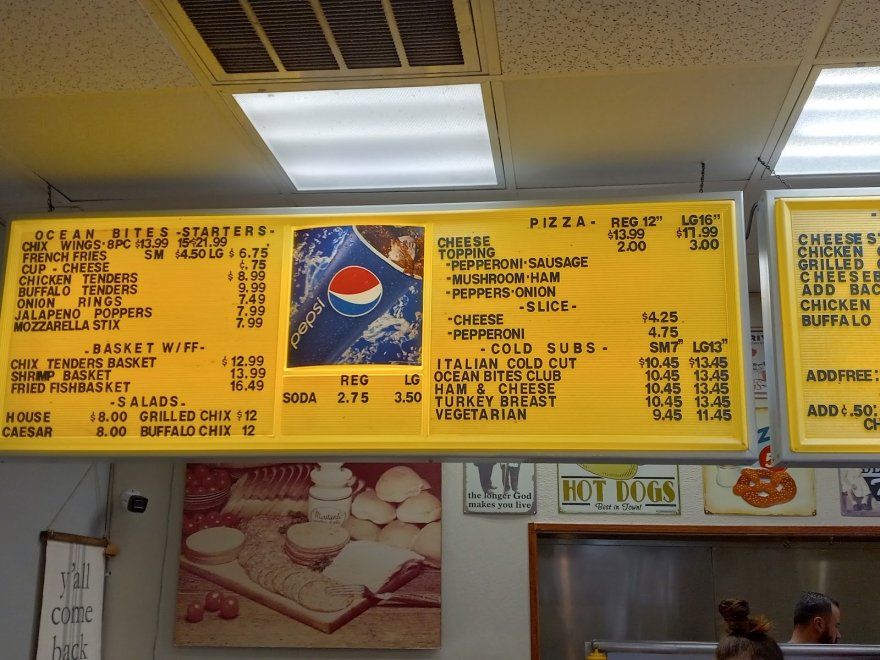 OCEAN BITES -STARTERS-
CHIX WINGS·8PC $13.99 15-$21.99
FRENCH FRIES SM $4.50 LG $6.75
CUP - CHEESE ¢.75
CHICKEN TENDERS $8.99
BUFFALO TENDERS 9.99
ONION RINGS 7.49
JALAPENO POPPERS 7.99
MOZZARELLA STIX 7.99
-BASKET W/FF-
CHIX TENDERS BASKET $12.99
SHRIMP BASKET 13.99
FRIED FISH BASKET 16.49
-SALADS-
HOUSE $8.00 GRILLED CHIX $12
CAESAR 8.00 BUFFALO CHIX 12
pepsi
REG LG
SODA 2.75 3.50
PIZZA- REG 12" LG16"
CHEESE $13.99 $17.99
TOPPING 2.00 3.00
-PEPPERONI·SAUSAGE
-MUSHROOM·HAM
-PEPPERS·ONION
-SLICE-
-CHEESE $4.25
-PEPPERONI 4.75
-COLD SUBS- SM7" LG13"
ITALIAN COLD CUT $10.45 $13.45
OCEAN BITES CLUB 10.45 13.45
HAM & CHEESE 10.45 13.45
TURKEY BREAST 10.45 13.45
VEGETARIAN 9.45 11.45
CHEESE
CHICKEN
GRILLED
CHEESEB
ADD BAC
CHICKEN
BUFFALO
ADD FREE:
ADD ¢.50:
CH
y'all
come
back
Mustard
the longer God
makes you live
HOT DOGS
Best in Town!